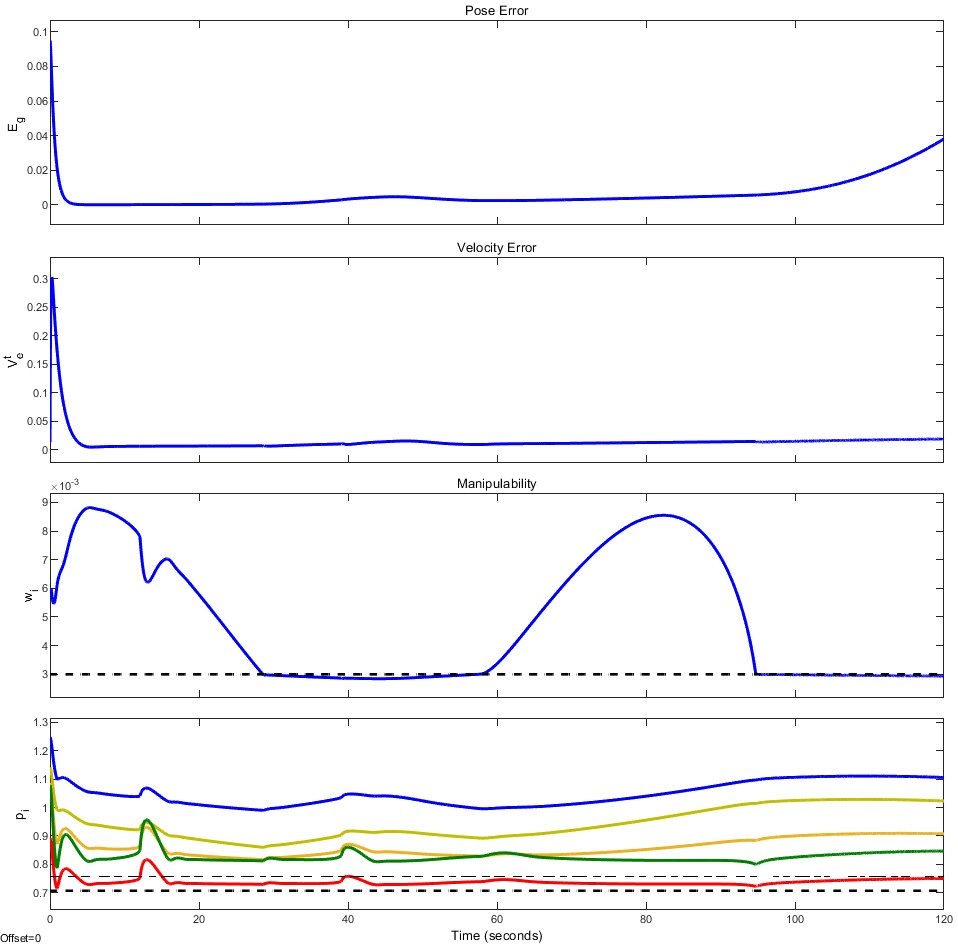 Pose Error
0.1
0.08
0.06
0.04
0.02
0
E_g
Velocity Error
0.3
0.25
0.2
0.15
0.1
0.05
0
V_e^t
Manipulability
×10^-3
9
8
7
6
5
4
3
w_i
1.3
1.2
1.1
1
0.9
0.8
0.7
p_i
0 20 40 60 80 100 120
Time (seconds)
Offset=0